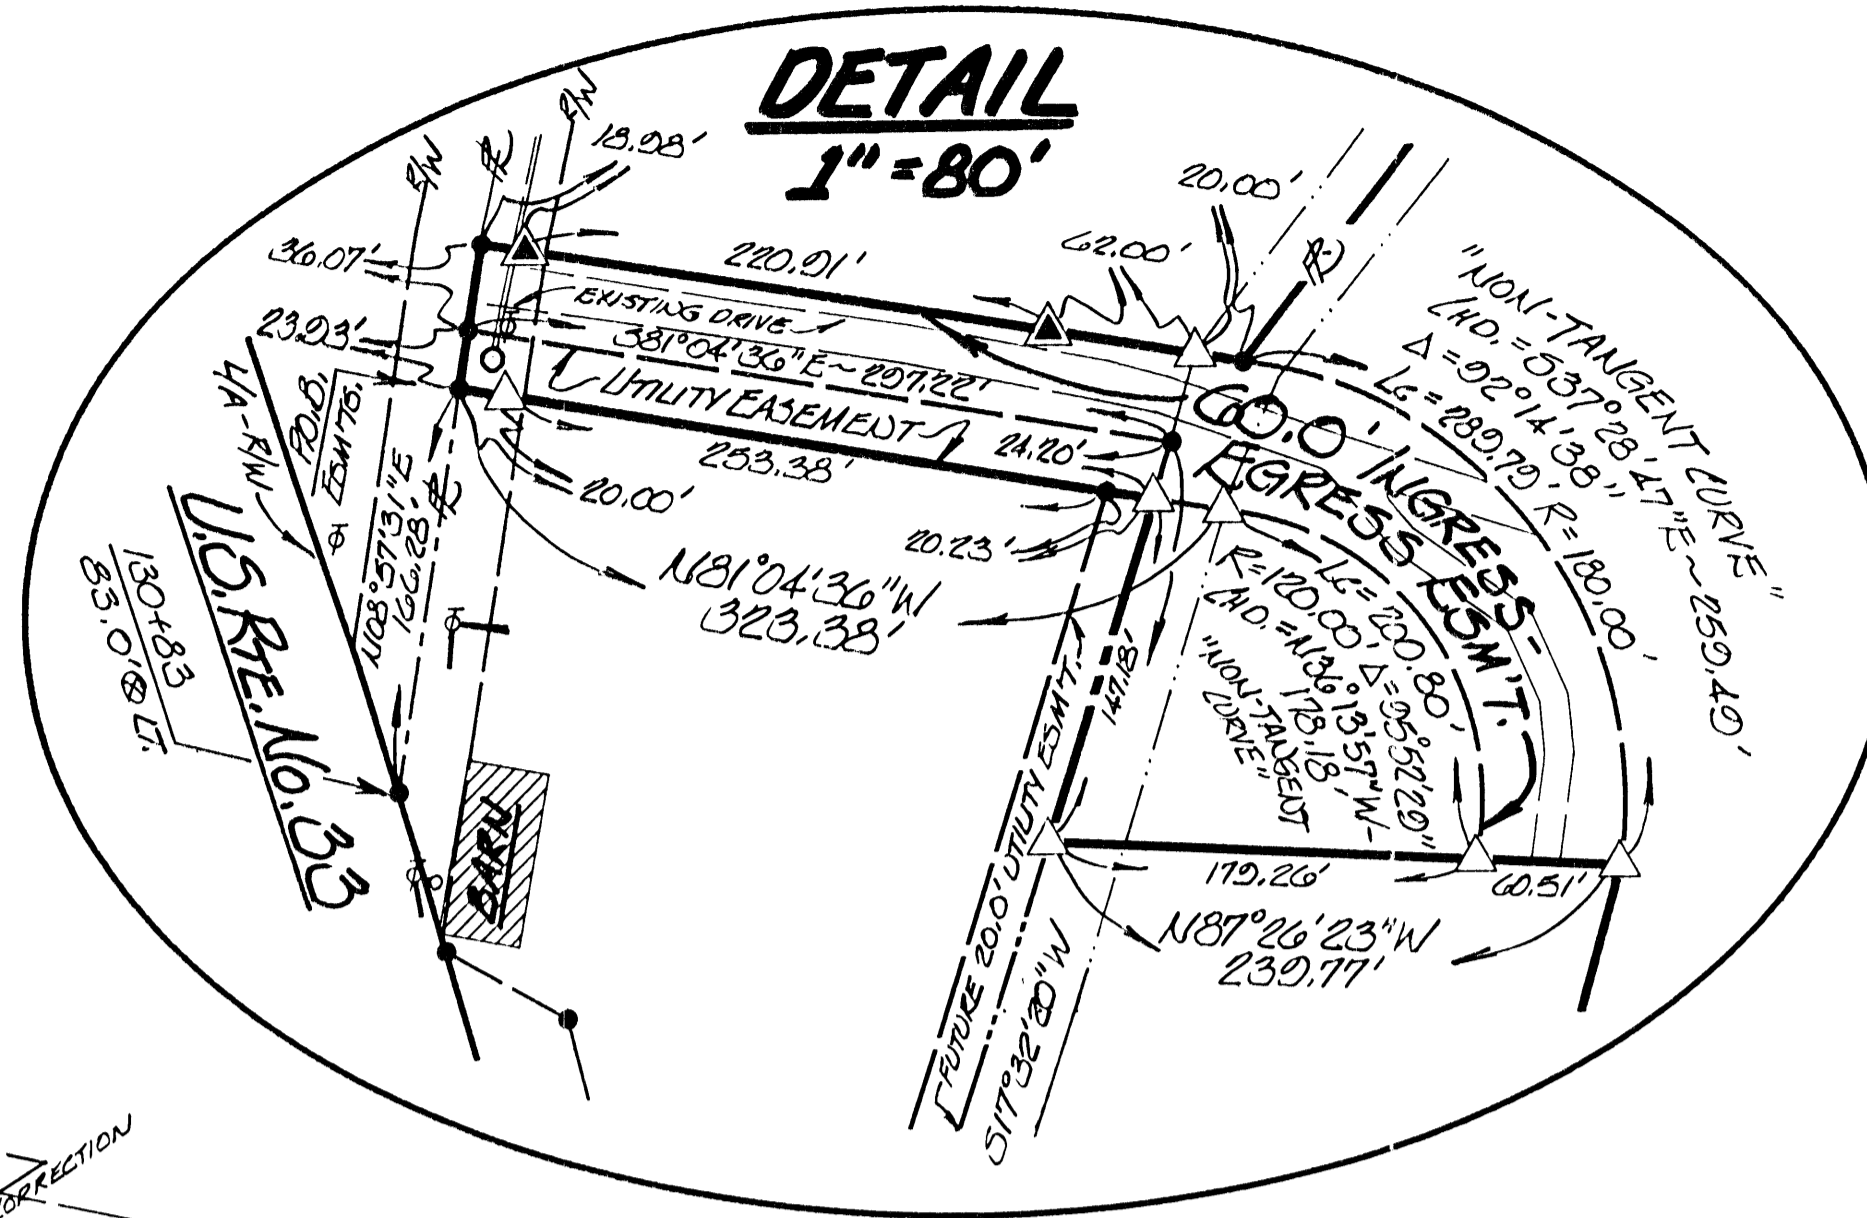 DETAIL
1"=80'
R/W
R/W
18.98'
20.00'
62.00'
220.91'
36.07'
23.93'
EXISTING DRIVE
S81°04'36"E~297.22'
UTILITY EASEMENT
253.38'
24.20'
20.00'
20.23'
N81°04'36"W
323.38'
60.0' INGRESS-
EGRESS ESM'T.
"NON-TANGENT CURVE"
CHD.=S37°28'47"E~259.49'
Δ=92°14'38"
LC=289.79' R=180.00'
LC=200.80'
R=120.00' Δ=95°52'29"
CHD.=N36°13'57"W-
178.18'
"NON-TANGENT
CURVE"
LA-R/W
P.O.B.
ESMTS.
N08°57'31"E
166.28'
U.S. RTE. No. 33
130+83
83.0' LT.
BARN
147.18'
FUTURE 20.0' UTILITY ESM'T.
S17°32'20"W
179.26'
60.51'
N87°26'23"W
239.77'
CORRECTION